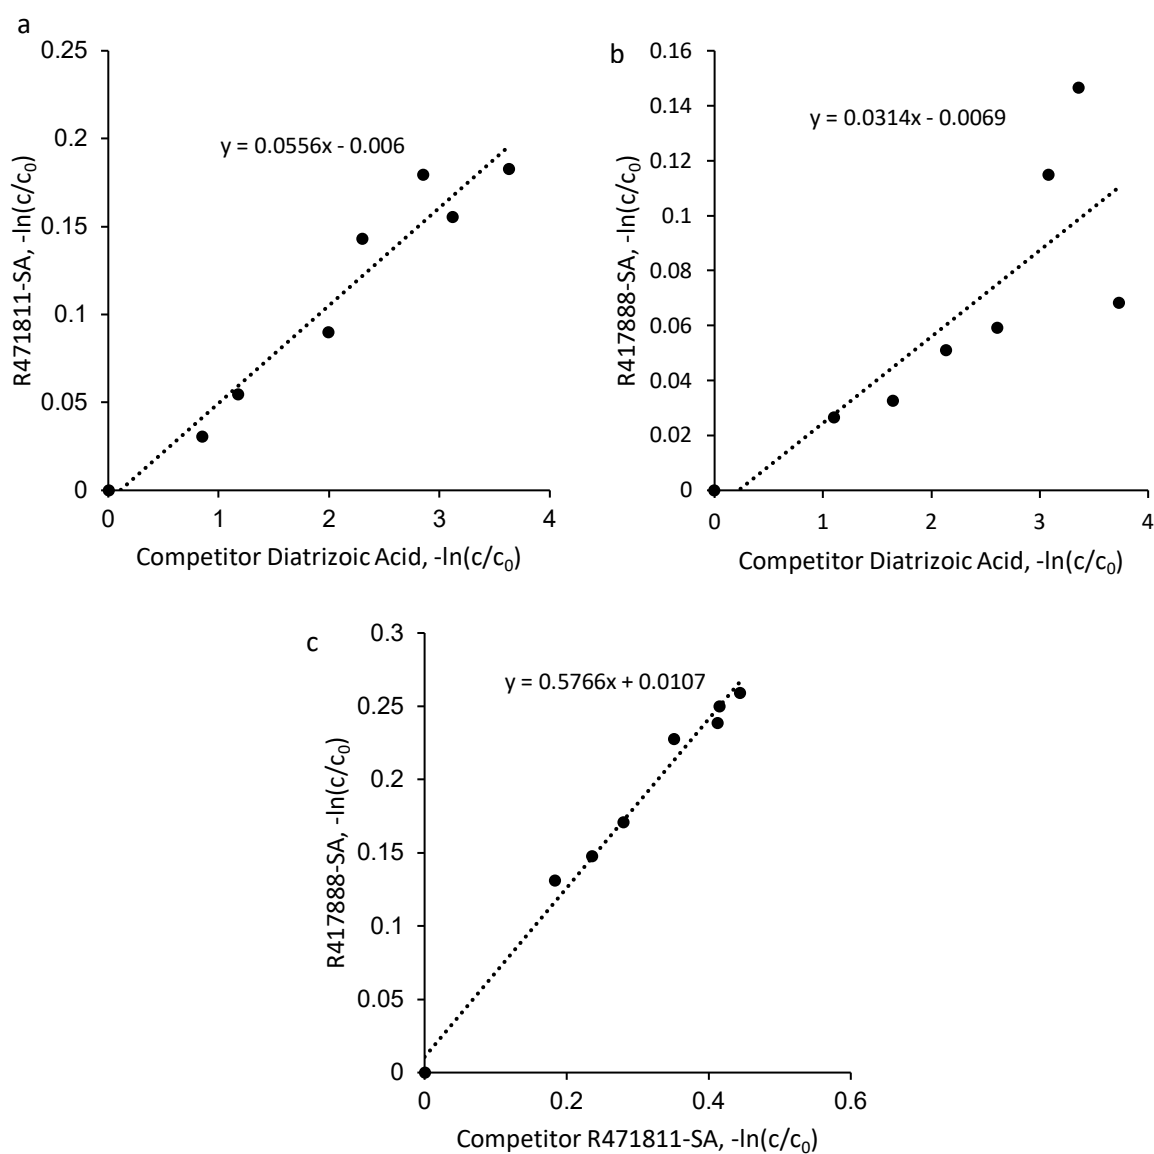 a
0.25
0.2
0.15
0.1
0.05
0
0 1 2 3 4
R471811-SA, -ln(c/c0)
y = 0.0556x - 0.006
Competitor Diatrizoic Acid, -ln(c/c0)
b
0.16
0.14
0.12
0.1
0.08
0.06
0.04
0.02
0
0 1 2 3 4
R417888-SA, -ln(c/c0)
y = 0.0314x - 0.0069
Competitor Diatrizoic Acid, -ln(c/c0)
c
0.3
0.25
0.2
0.15
0.1
0.05
0
0 0.2 0.4 0.6
R417888-SA, -ln(c/c0)
y = 0.5766x + 0.0107
Competitor R471811-SA, -ln(c/c0)